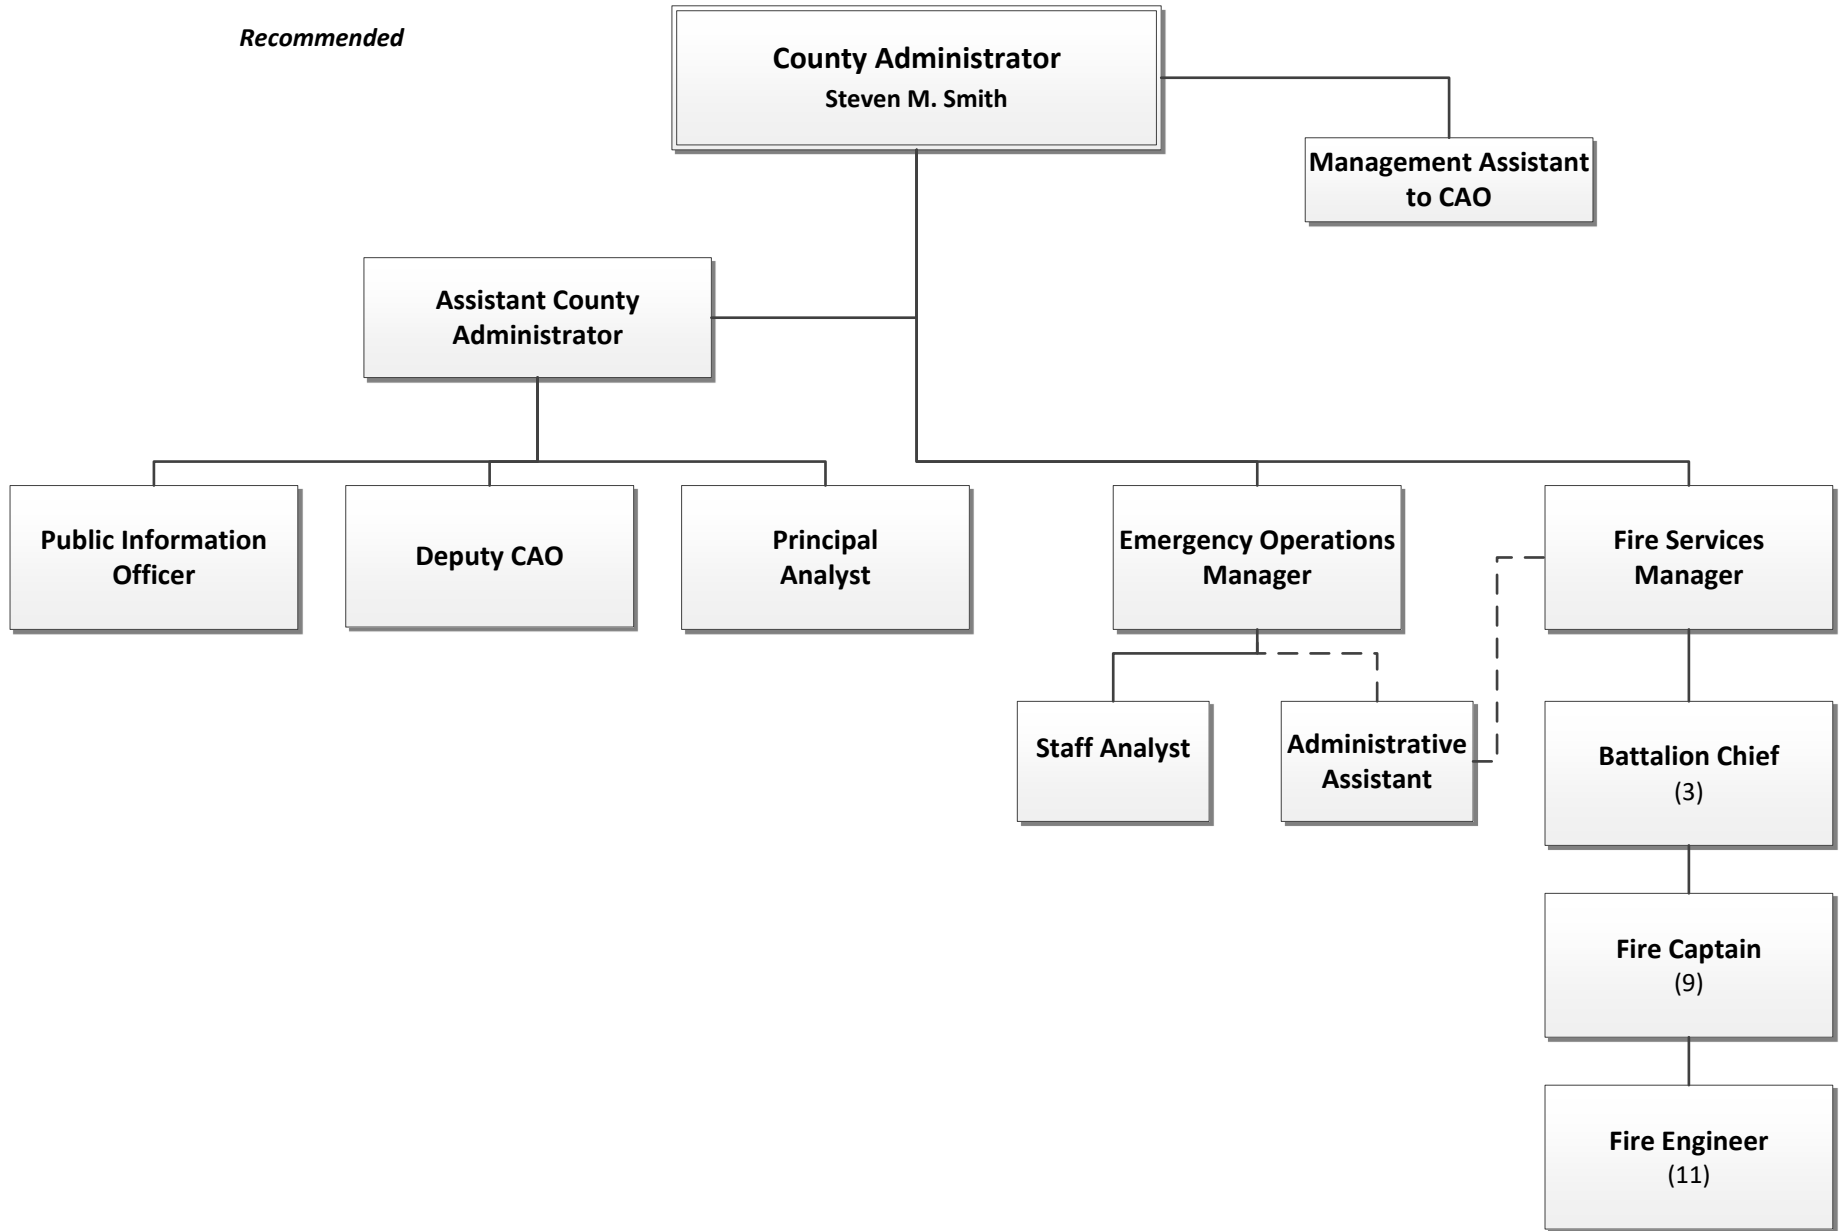 Recommended
County Administrator
Steven M. Smith
Management Assistant
to CAO
Assistant County
Administrator
Public Information
Officer
Deputy CAO
Principal
Analyst
Emergency Operations
Manager
Fire Services
Manager
Staff Analyst
Administrative
Assistant
Battalion Chief
(3)
Fire Captain
(9)
Fire Engineer
(11)